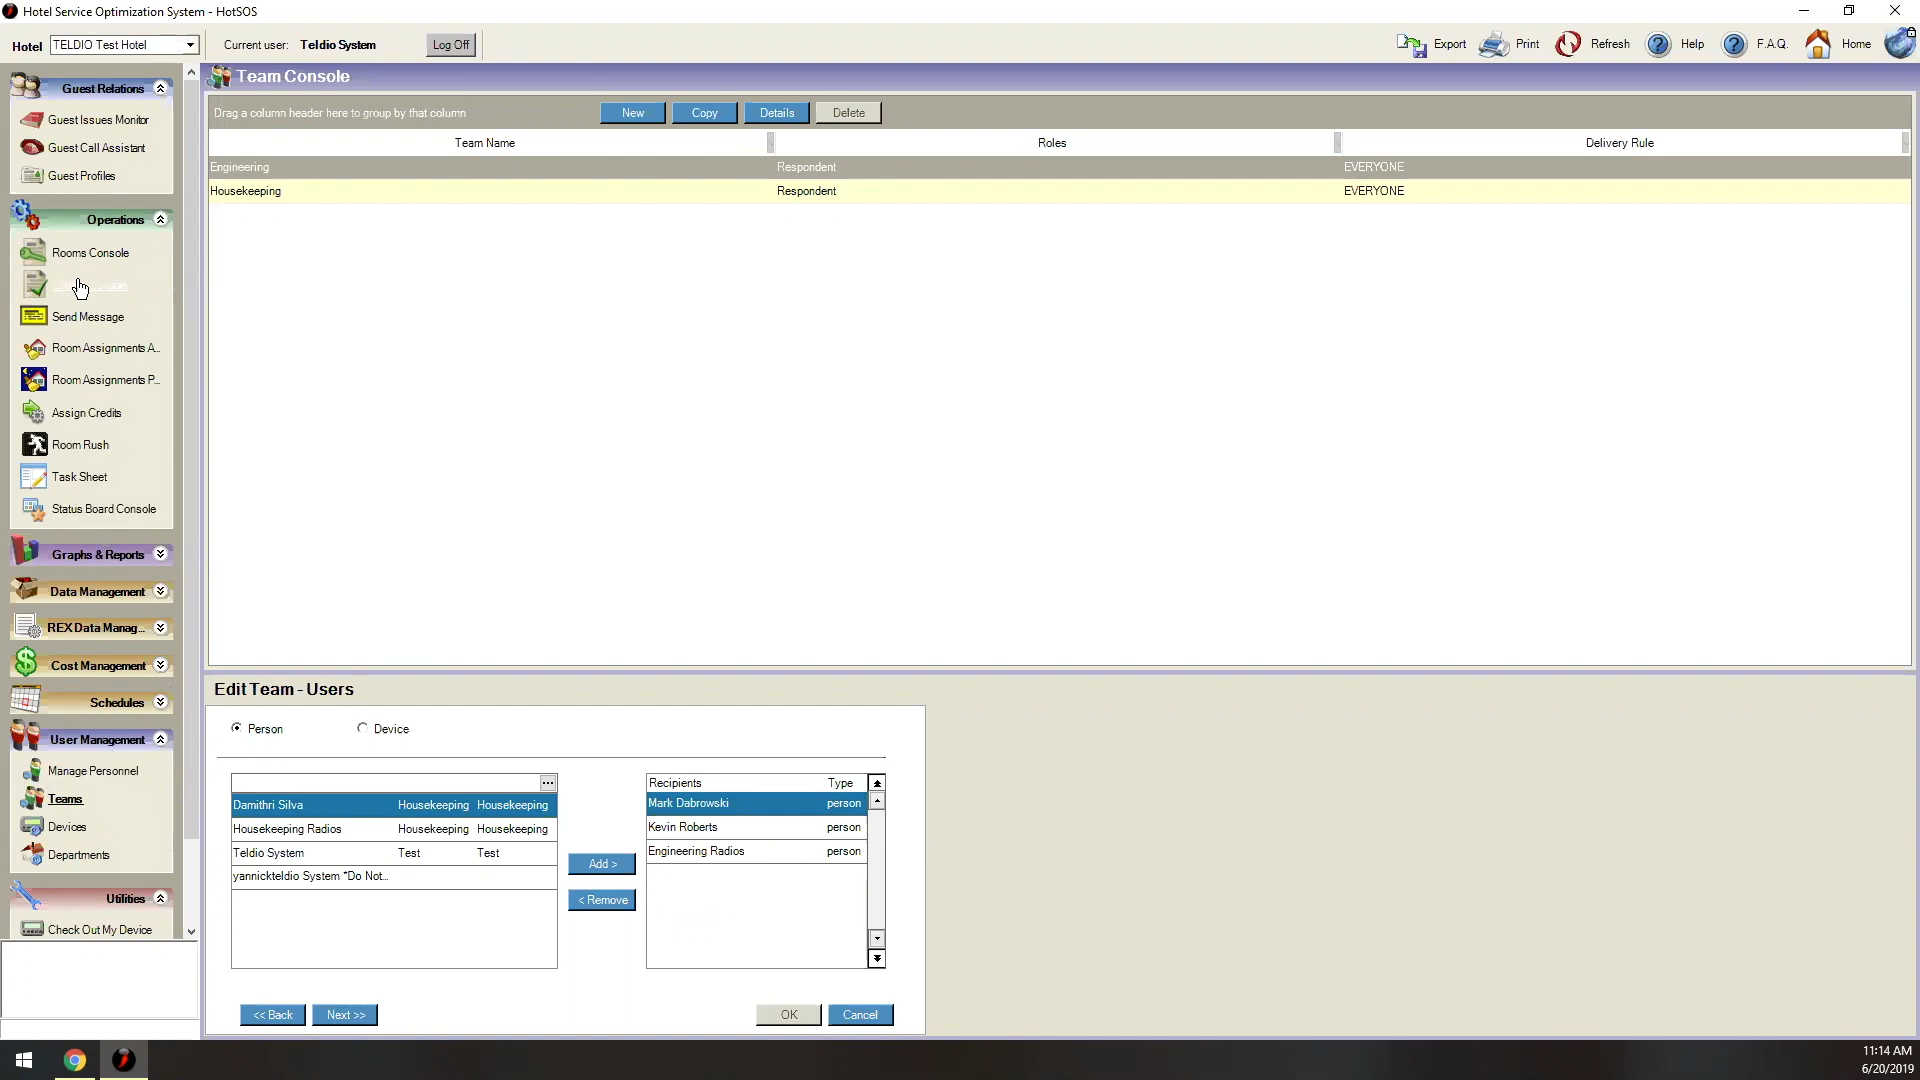 Hotel Service Optimization System - HotSOS
Hotel TELDIO Test Hotel Current user: Teldio System Log Off Export Print Refresh Help F.A.Q. Home
Guest Relations
Guest Issues Monitor
Guest Call Assistant
Guest Profiles
Operations
Rooms Console
Send Message
Room Assignments A...
Room Assignments P...
Assign Credits
Room Rush
Task Sheet
Status Board Console
Graphs & Reports
Data Management
REX Data Manag...
Cost Management
Schedules
User Management
Manage Personnel
Teams
Devices
Departments
Utilities
Check Out My Device
Team Console
Drag a column header here to group by that column New Copy Details Delete
Team Name Roles Delivery Rule
Engineering Respondent EVERYONE
Housekeeping Respondent EVERYONE
Edit Team - Users
Person Device
...
Damithri Silva Housekeeping Housekeeping
Housekeeping Radios Housekeeping Housekeeping
Teldio System Test Test
yannickteldio System *Do Not...
Add >
< Remove
Recipients Type
Mark Dabrowski person
Kevin Roberts person
Engineering Radios person
<< Back Next >> OK Cancel
11:14 AM
6/20/2019